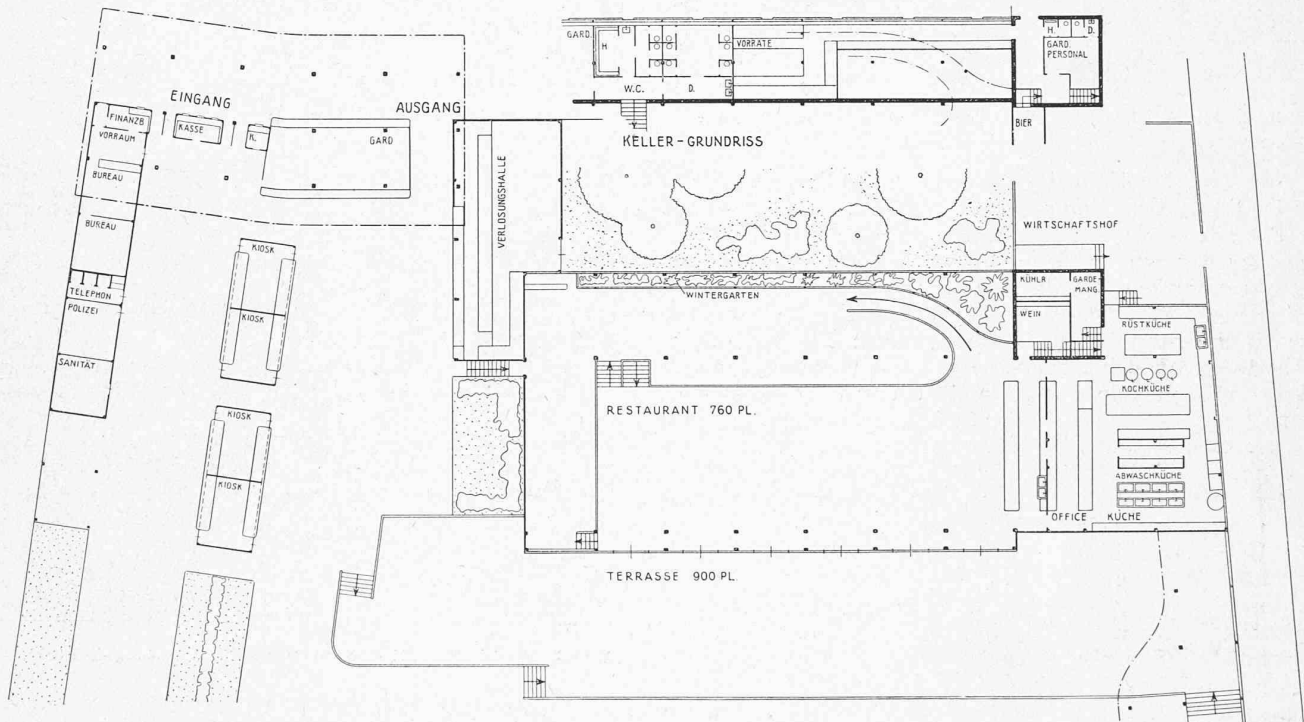 EINGANG
AUSGANG
FINANZB
VORRAUM
KASSE
GARD
BUREAU
BUREAU
TELEPHON
POLIZEI
SANITÄT
KIOSK
KIOSK
KIOSK
KIOSK
VERLOSUNGSHALLE
GARD.
H
W.C.
D.
VORRÄTE
H.
D.
GARD.
PERSONAL
BIER
KELLER-GRUNDRISS
WIRTSCHAFTSHOF
WINTERGARTEN
KÜHLR
GARDE
MANG.
WEIN
RÜSTKÜCHE
KOCHKÜCHE
ABWASCHKÜCHE
OFFICE KÜCHE
RESTAURANT 760 PL.
TERRASSE 900 PL.